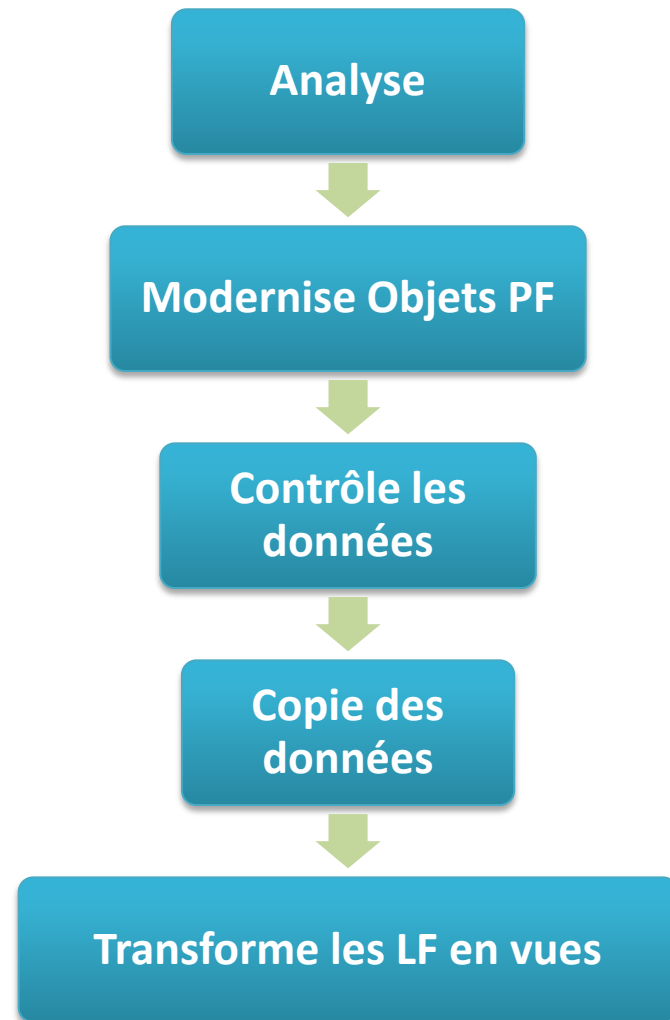 Analyse
Modernise Objets PF
Contrôle les
données
Copie des
données
Transforme les LF en vues